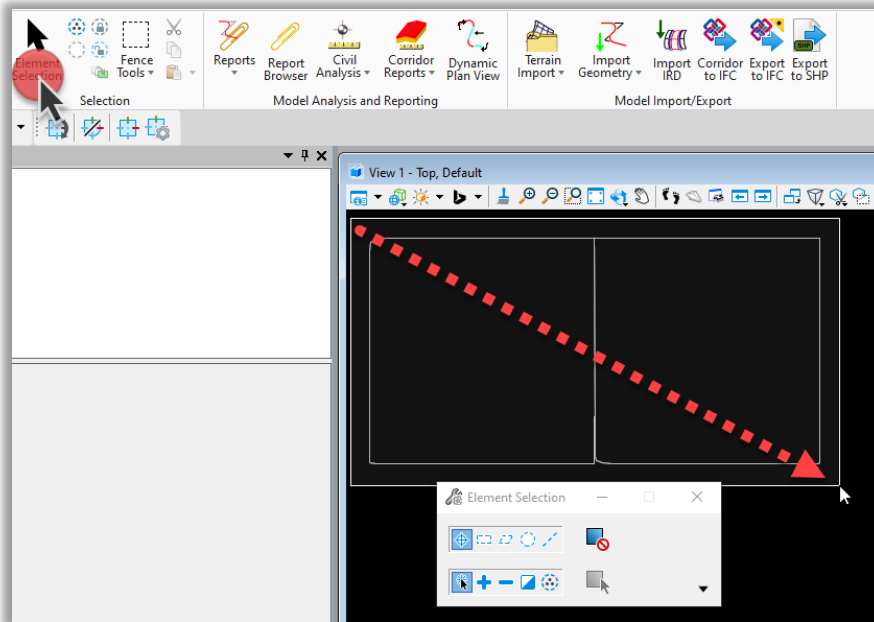 Element
Selection
Fence
Tools
Selection
Reports
Report
Browser
Civil
Analysis
Corridor
Reports
Dynamic
Plan View
Model Analysis and Reporting
Terrain
Import
Import
Geometry
Import
IRD
Corridor
to IFC
Export
to IFC
SHP
Export
to SHP
Model Import/Export
View 1 - Top, Default
Element Selection